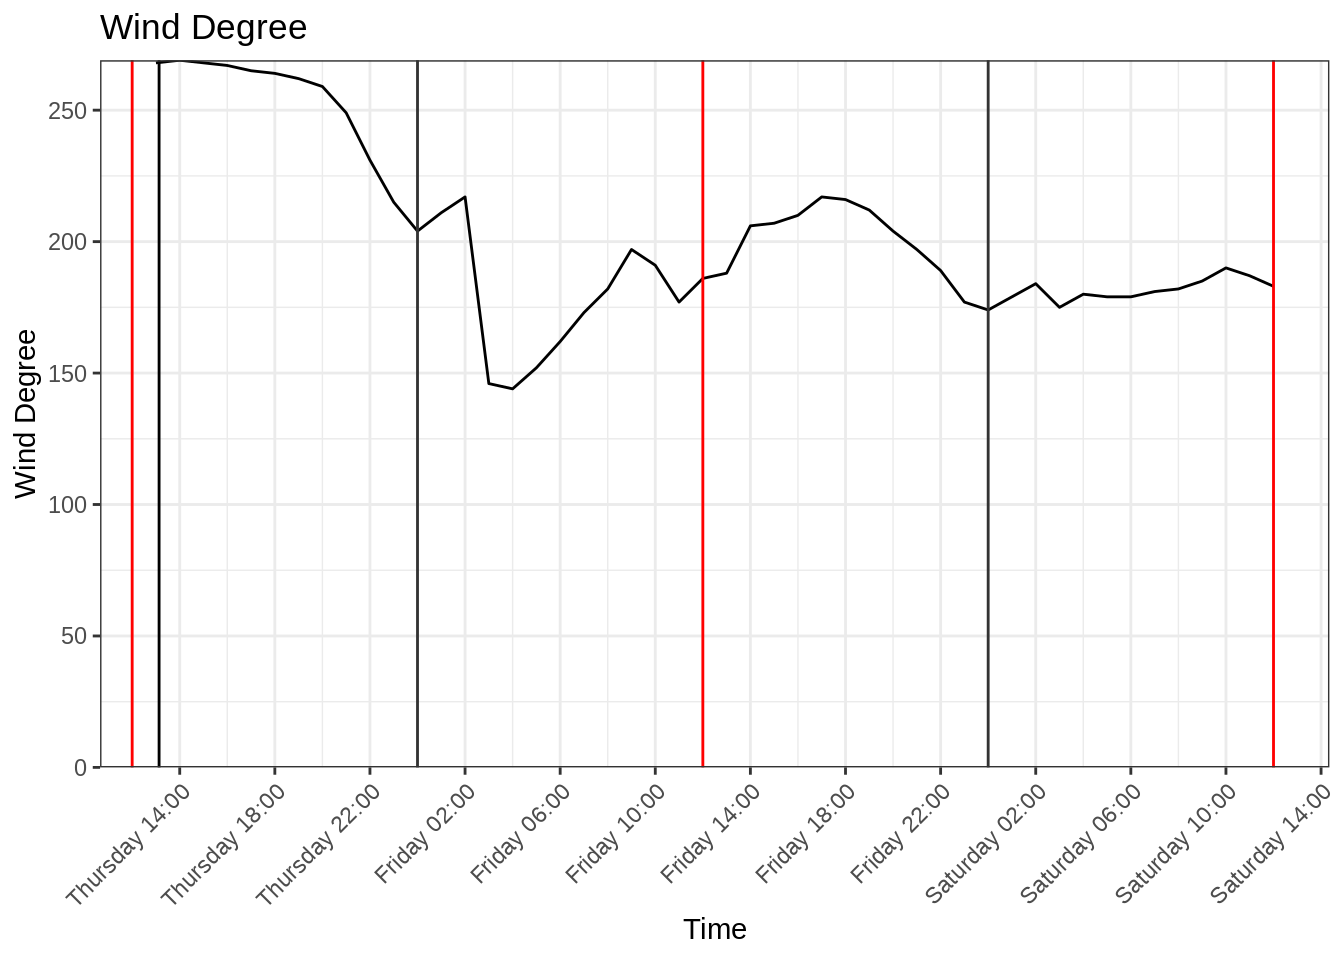 Wind Degree
Wind Degree
250
200
150
100
50
0
Thursday 14:00
Thursday 18:00
Thursday 22:00
Friday 02:00
Friday 06:00
Friday 10:00
Friday 14:00
Friday 18:00
Friday 22:00
Saturday 02:00
Saturday 06:00
Saturday 10:00
Saturday 14:00
Time